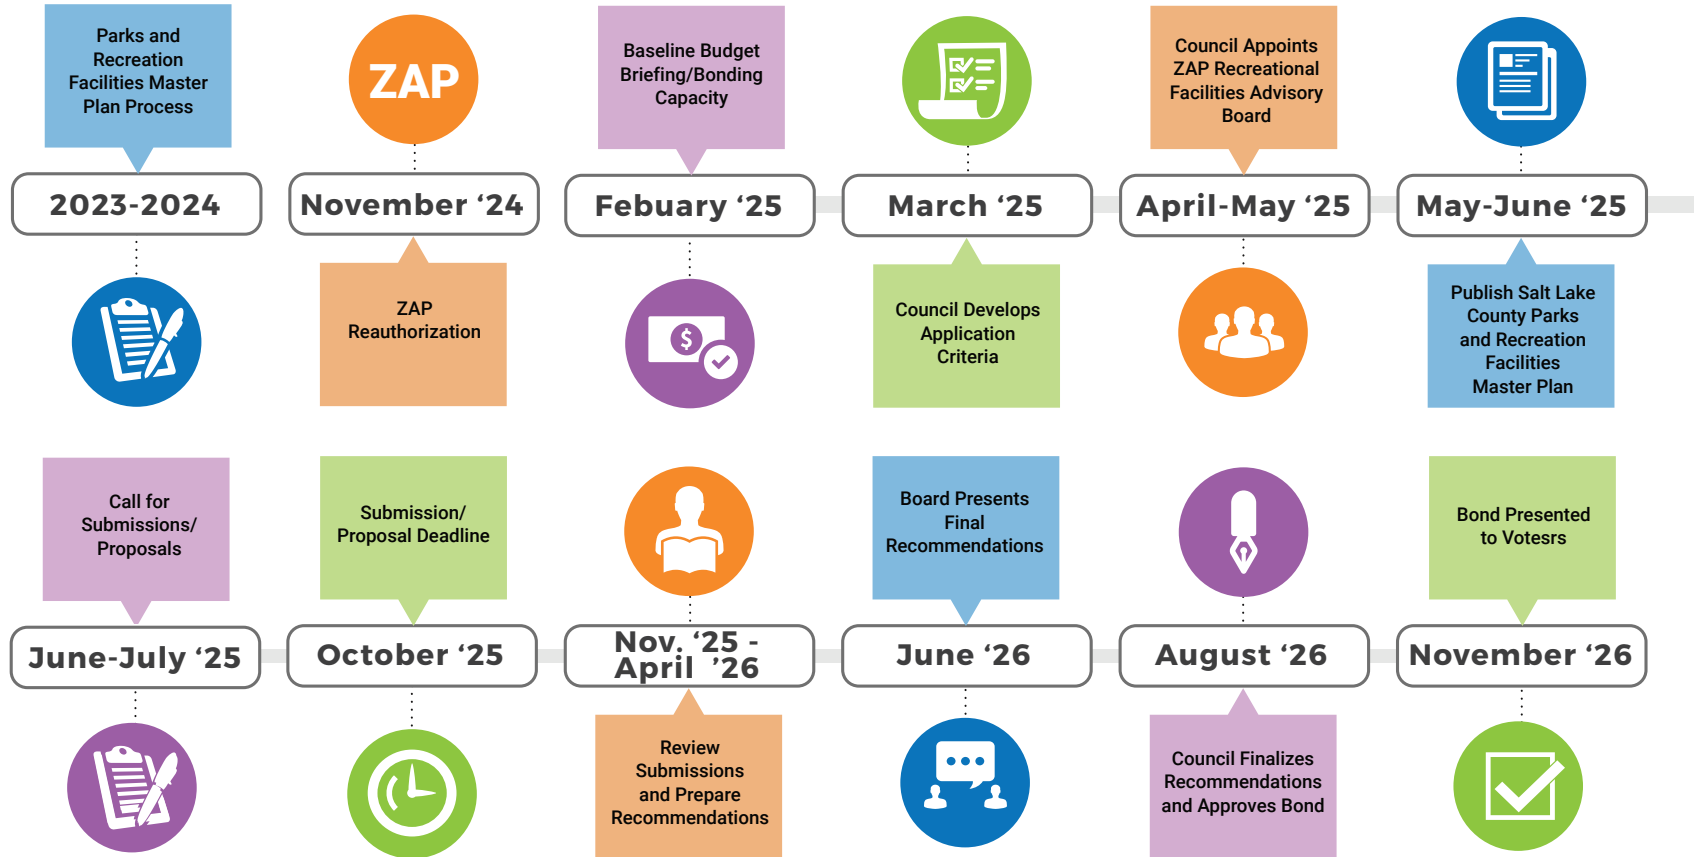 Parks and
Recreation
Facilities Master
Plan Process
2023-2024
ZAP
November ‘24
ZAP
Reauthorization
Baseline Budget
Briefing/Bonding
Capacity
Febuary ‘25
$
March ‘25
Council Develops
Application
Criteria
Council Appoints
ZAP Recreational
Facilities Advisory
Board
April-May ‘25
May-June ‘25
Publish Salt Lake
County Parks
and Recreation
Facilities
Master Plan
Call for
Submissions/
Proposals
June-July ‘25
Submission/
Proposal Deadline
October ‘25
Nov. ‘25 -
April ‘26
Review
Submissions
and Prepare
Recommendations
Board Presents
Final
Recommendations
June ‘26
August ‘26
Council Finalizes
Recommendations
and Approves Bond
Bond Presented
to Votesrs
November ‘26